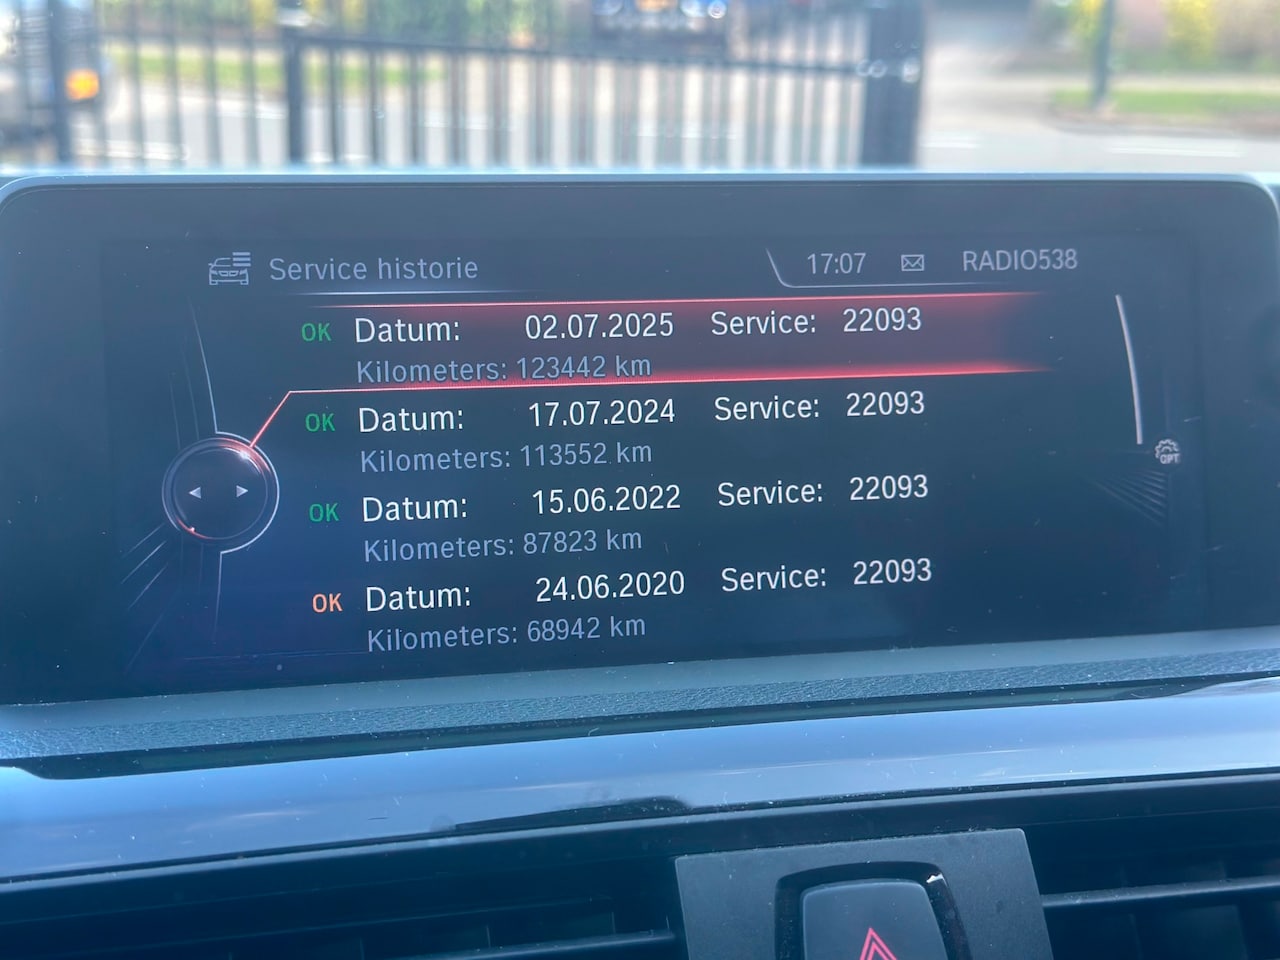 Service historie 17:07 RADIO538
OK Datum: 02.07.2025 Service: 22093
Kilometers: 123442 km
OK Datum: 17.07.2024 Service: 22093
Kilometers: 113552 km
OK Datum: 15.06.2022 Service: 22093
Kilometers: 87823 km
OPT
OK Datum: 24.06.2020 Service: 22093
Kilometers: 68942 km